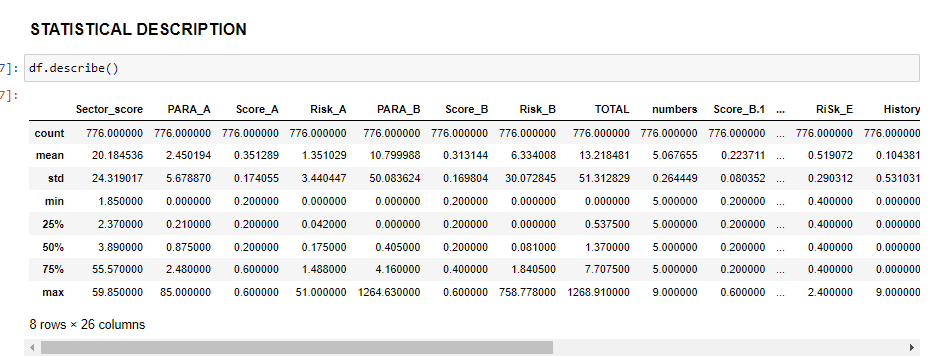 STATISTICAL DESCRIPTION
7]: df.describe()
7]:
Sector_score PARA_A Score_A Risk_A PARA_B Score_B Risk_B TOTAL numbers Score_B.1 ... RiSk_E History
count 776.000000 776.000000 776.000000 776.000000 776.000000 776.000000 776.000000 776.000000 776.000000 776.000000 ... 776.000000 776.000000
mean 20.184536 2.450194 0.351289 1.351029 10.799988 0.313144 6.334008 13.218481 5.067655 0.223711 ... 0.519072 0.104381
std 24.319017 5.678870 0.174055 3.440447 50.083624 0.169804 30.072845 51.312829 0.264449 0.080352 ... 0.290312 0.531031
min 1.850000 0.000000 0.200000 0.000000 0.000000 0.200000 0.000000 0.000000 5.000000 0.200000 ... 0.400000 0.000000
25% 2.370000 0.210000 0.200000 0.042000 0.000000 0.200000 0.000000 0.537500 5.000000 0.200000 ... 0.400000 0.000000
50% 3.890000 0.875000 0.200000 0.175000 0.405000 0.200000 0.081000 1.370000 5.000000 0.200000 ... 0.400000 0.000000
75% 55.570000 2.480000 0.600000 1.488000 4.160000 0.400000 1.840500 7.707500 5.000000 0.200000 ... 0.400000 0.000000
max 59.850000 85.000000 0.600000 51.000000 1264.630000 0.600000 758.778000 1268.910000 9.000000 0.600000 ... 2.400000 9.000000
8 rows × 26 columns